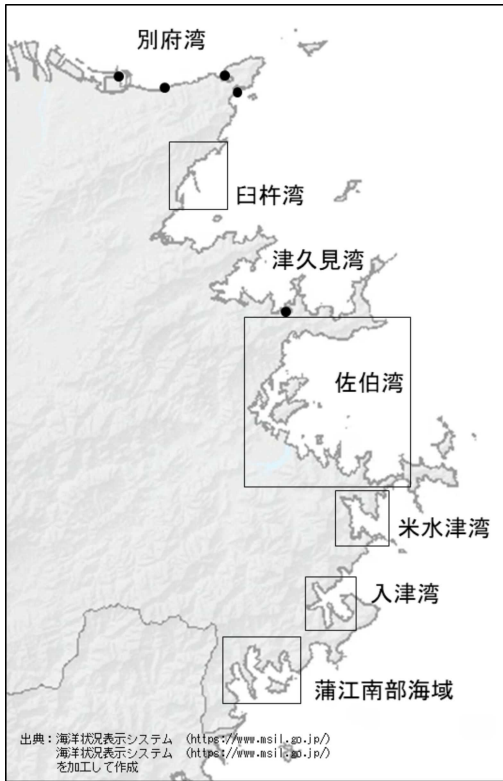 別府湾
臼杵湾
津久見湾
佐伯湾
米水津湾
入津湾
蒲江南部海域
出典：海洋状況表示システム （https://www.msil.go.jp/）
海洋状況表示システム （https://www.msil.go.jp/）
を加工して作成